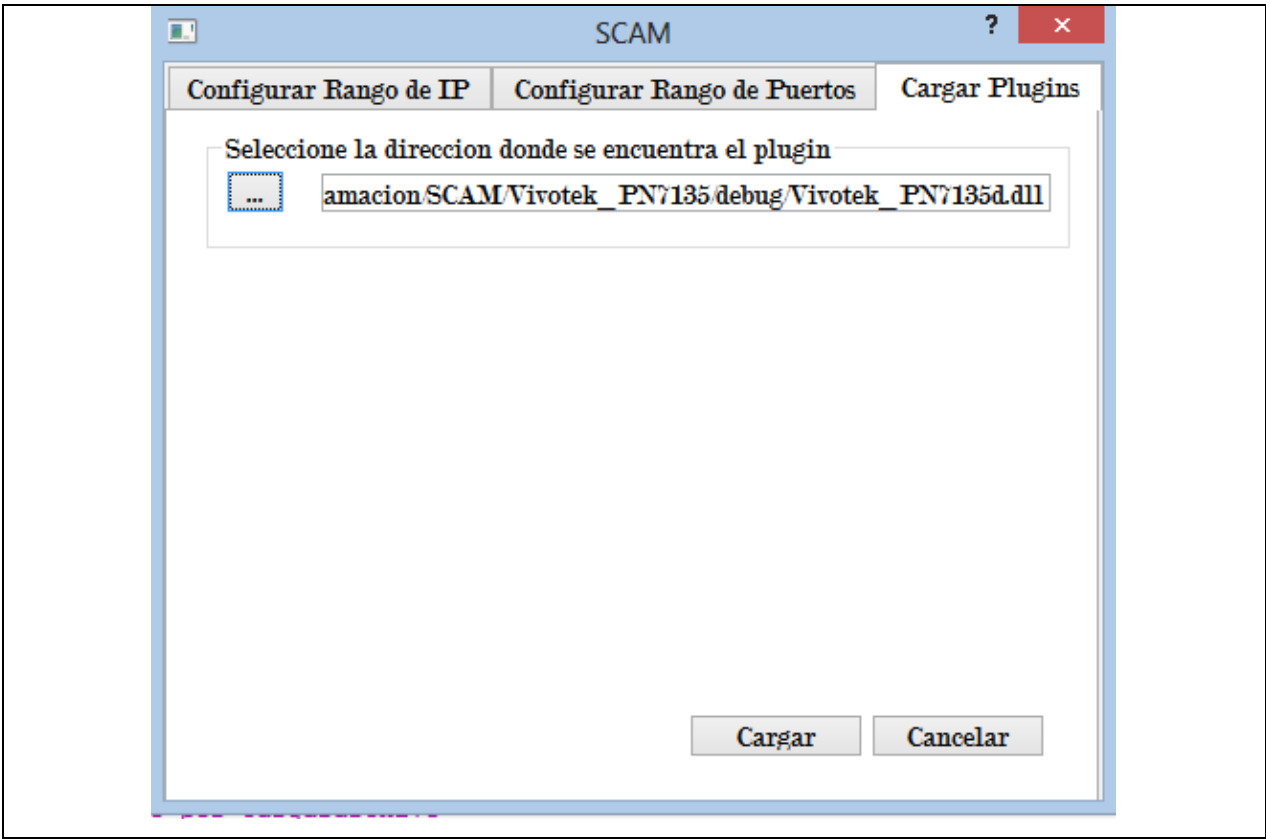 SCAM ?
Configurar Rango de IP Configurar Rango de Puertos Cargar Plugins
Seleccione la direccion donde se encuentra el plugin
... amacion/SCAM/Vivotek_PN7135/debug/Vivotek_PN7135d.dll
Cargar Cancelar